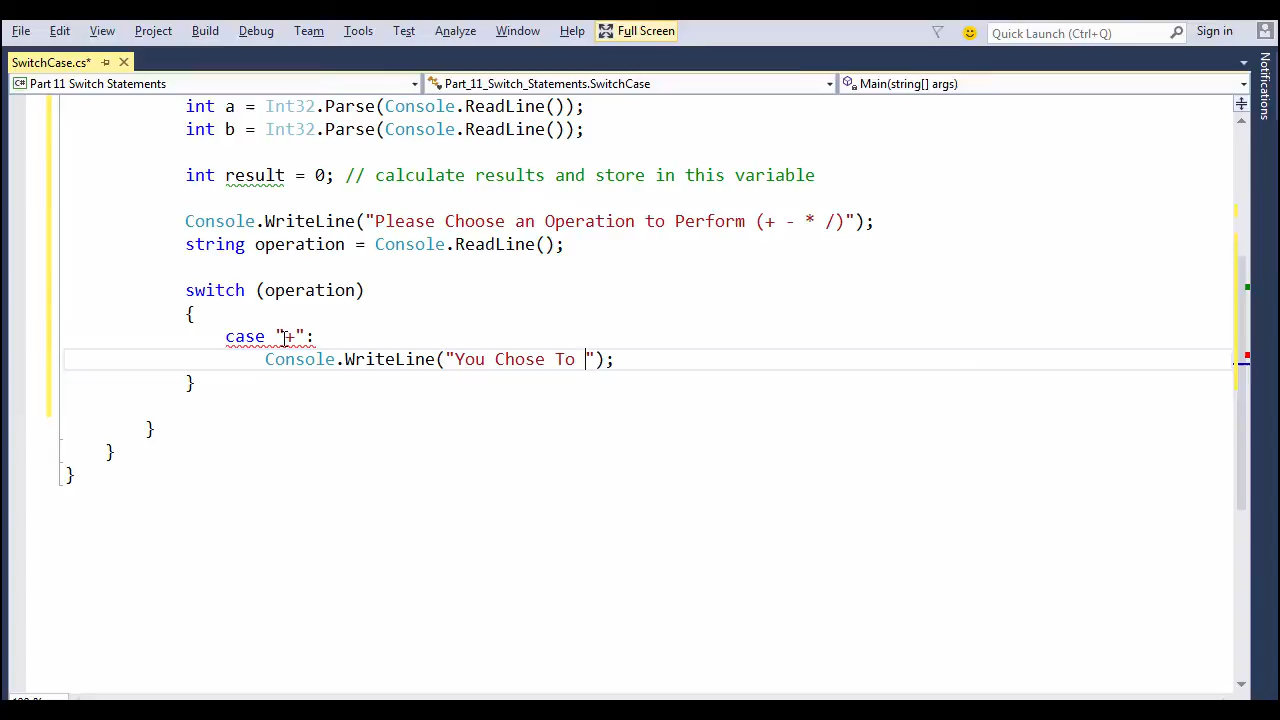 File Edit View Project Build Debug Team Tools Test Analyze Window Help Full Screen Quick Launch (Ctrl+Q) Sign in
SwitchCase.cs*
Part 11 Switch Statements Part_11_Switch_Statements.SwitchCase Main(string[] args)
Notifications
int a = Int32.Parse(Console.ReadLine());
int b = Int32.Parse(Console.ReadLine());
int result = 0; // calculate results and store in this variable
Console.WriteLine("Please Choose an Operation to Perform (+ - * /)");
string operation = Console.ReadLine();
switch (operation)
{
case "+":
Console.WriteLine("You Chose To ");
}
}
}
}